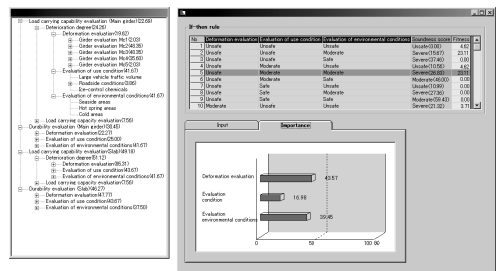 Load carrying capability evaluation (Main girder)(22.69)
Deterioration degree(24.26)
Deformation evaluation(19.62)
Girder evaluation Mc1(2.03)
Girder evaluation Mc2(48.36)
Girder evaluation Mc3(48.35)
Girder evaluation Mc4(35.60)
Girder evaluation Mc5(2.03)
Evaluation of use condition(41.67)
Large vehicle traffic volume
Roadside conditions(3.86)
Ice-control chemicals
Evaluation of environmental conditions(41.67)
Seaside areas
Hot spring areas
Cold areas
Load carrying capacity evaluation(7.56)
Durability evaluation (Main girder)(38.45)
Deformation evaluation(22.27)
Evaluation of use condition(25.00)
Evaluation of environmental conditions(41.67)
Load carrying capability evaluation (Slab)(49.18)
Deterioration degree(51.12)
Deformation evaluation(85.31)
Evaluation of use condition(43.67)
Evaluation of environmental conditions(41.67)
Load carrying capacity evaluation(7.56)
Durability evaluation (Slab)(46.27)
Deformation evaluation(47.77)
Evaluation of use condition(43.67)
Evaluation of environmental conditions(37.50)
If-then rule
No Deformation evaluation Evaluation of use condition Evaluation of environmental conditions Soundness score Fitness
1 Unsafe Unsafe Unsafe Unsafe(0.00) 4.62
2 Unsafe Unsafe Moderate Severe(15.67) 23.11
3 Unsafe Unsafe Safe Severe(37.46) 0.00
4 Unsafe Moderate Unsafe Unsafe(10.58) 4.62
5 Unsafe Moderate Moderate Severe(26.00) 23.11
6 Unsafe Moderate Safe Moderate(46.00) 0.00
7 Unsafe Safe Unsafe Unsafe(10.99) 0.00
8 Unsafe Safe Moderate Severe(27.36) 0.00
9 Unsafe Safe Safe Moderate(59.43) 0.00
10 Moderate Unsafe Unsafe Severe(21.32) 3.71
Input Importance
Deformation evaluation 43.57
Evaluation
condition 16.98
Evaluation
environmental conditions 39.45
0 50 100